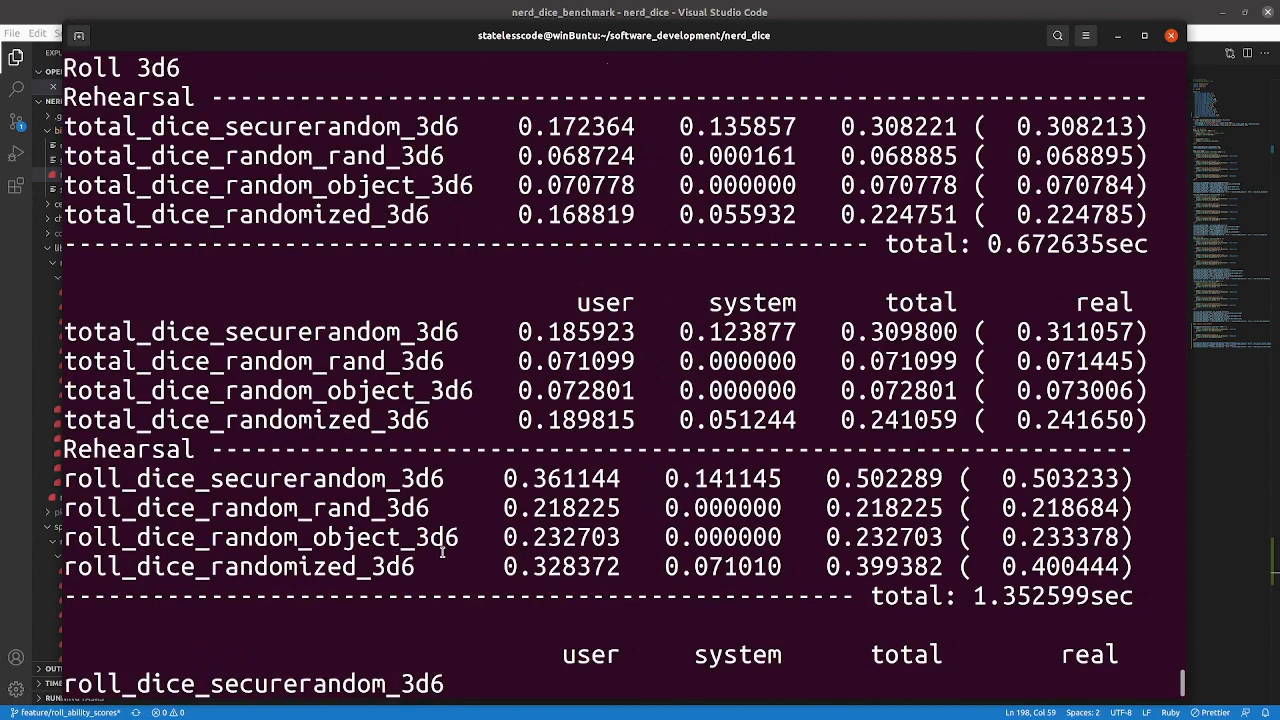 nerd_dice_benchmark - nerd_dice - Visual Studio Code
File Edit
statelesscode@winBuntu:~/software_development/nerd_dice
Roll 3d6
Rehearsal ----------------------------------------------------------------
total_dice_securerandom_3d6 0.172364 0.135857 0.308221 ( 0.308213)
total_dice_random_rand_3d6 0.068724 0.000161 0.068885 ( 0.068893)
total_dice_random_object_3d6 0.070778 0.000000 0.070778 ( 0.070784)
total_dice_randomized_3d6 0.168819 0.055932 0.224751 ( 0.224785)
------------------------------------------------------- total: 0.672635sec
user system total real
total_dice_securerandom_3d6 0.185923 0.123877 0.309800 ( 0.311057)
total_dice_random_rand_3d6 0.071099 0.000000 0.071099 ( 0.071445)
total_dice_random_object_3d6 0.072801 0.000000 0.072801 ( 0.073006)
total_dice_randomized_3d6 0.189815 0.051244 0.241059 ( 0.241650)
Rehearsal ---------------------------------------------------------------
roll_dice_securerandom_3d6 0.361144 0.141145 0.502289 ( 0.503233)
roll_dice_random_rand_3d6 0.218225 0.000000 0.218225 ( 0.218684)
roll_dice_random_object_3d6 0.232703 0.000000 0.232703 ( 0.233378)
roll_dice_randomized_3d6 0.328372 0.071010 0.399382 ( 0.400444)
------------------------------------------------------ total: 1.352599sec
user system total real
roll_dice_securerandom_3d6
feature/roll_ability_scores* 0 0 Ln 198, Col 59 Spaces: 2 UTF-8 LF Ruby Prettier